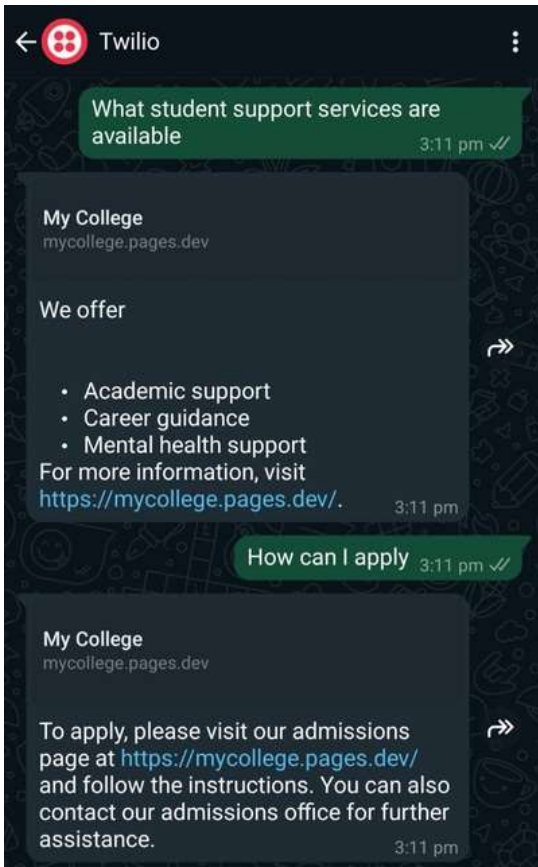 Twilio
What student support services are
available
3:11 pm
My College
mycollege.pages.dev
We offer
• Academic support
• Career guidance
• Mental health support
For more information, visit
https://mycollege.pages.dev/.
3:11 pm
How can I apply 3:11 pm
My College
mycollege.pages.dev
To apply, please visit our admissions
page at https://mycollege.pages.dev/
and follow the instructions. You can also
contact our admissions office for further
assistance.
3:11 pm